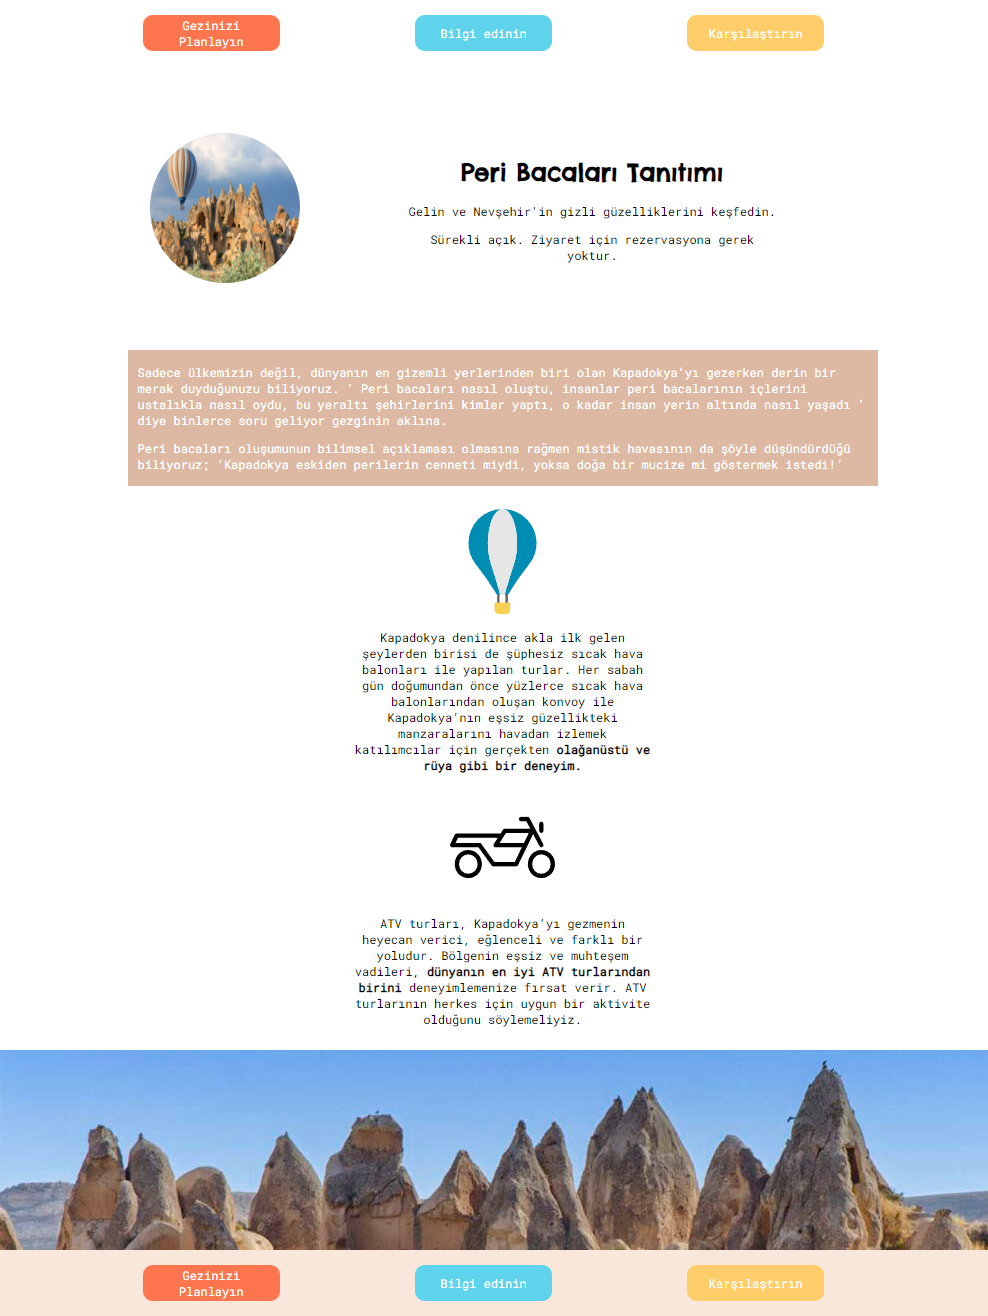 Gezinizi
Planlayın
Bilgi edinin
Karşılaştırın
Peri Bacaları Tanıtımı
Gelin ve Nevşehir'in gizli güzelliklerini keşfedin.
Sürekli açık. Ziyaret için rezervasyona gerek
yoktur.
Sadece ülkemizin değil, dünyanın en gizemli yerlerinden biri olan Kapadokya’yı gezerken derin bir
merak duyduğunuzu biliyoruz. ‘ Peri bacaları nasıl oluştu, insanlar peri bacalarının içlerini
ustalıkla nasıl oydu, bu yeraltı şehirlerini kimler yaptı, o kadar insan yerin altında nasıl yaşadı ‘
diye binlerce soru geliyor gezginin aklına.
Peri bacaları oluşumunun bilimsel açıklaması olmasına rağmen mistik havasının da şöyle düşündürdüğü
biliyoruz; ‘Kapadokya eskiden perilerin cenneti miydi, yoksa doğa bir mucize mi göstermek istedi!’
Kapadokya denilince akla ilk gelen
şeylerden birisi de şüphesiz sıcak hava
balonları ile yapılan turlar. Her sabah
gün doğumundan önce yüzlerce sıcak hava
balonlarından oluşan konvoy ile
Kapadokya’nın eşsiz güzellikteki
manzaralarını havadan izlemek
katılımcılar için gerçekten olağanüstü ve
rüya gibi bir deneyim.
ATV turları, Kapadokya’yı gezmenin
heyecan verici, eğlenceli ve farklı bir
yoludur. Bölgenin eşsiz ve muhteşem
vadileri, dünyanın en iyi ATV turlarından
birini deneyimlemenize fırsat verir. ATV
turlarının herkes için uygun bir aktivite
olduğunu söylemeliyiz.
Gezinizi
Planlayın
Bilgi edinin
Karşılaştırın